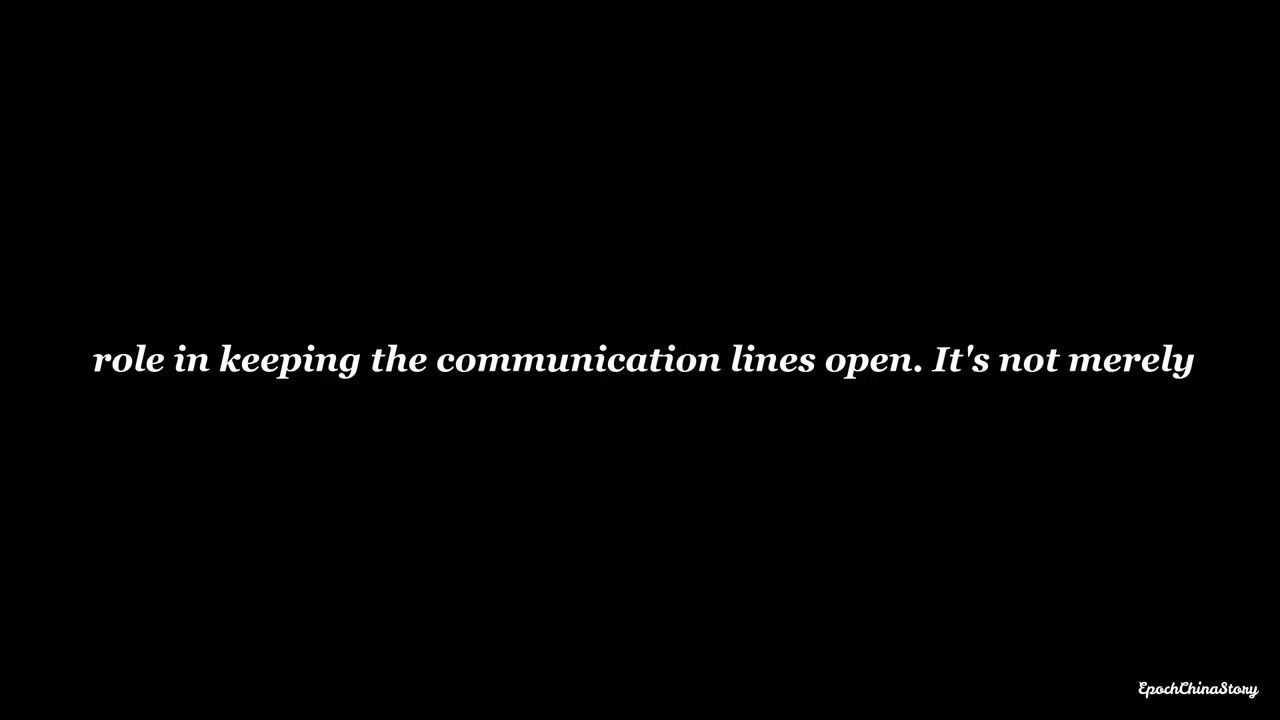 role in keeping the communication lines open. It's not merely
EpochChinaStory